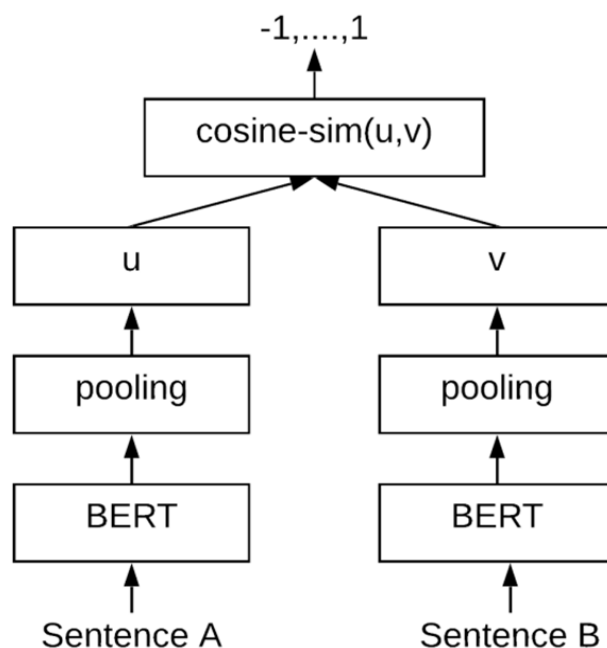 -1,....,1
cosine-sim(u,v)
u
v
pooling
pooling
BERT
BERT
Sentence A
Sentence B